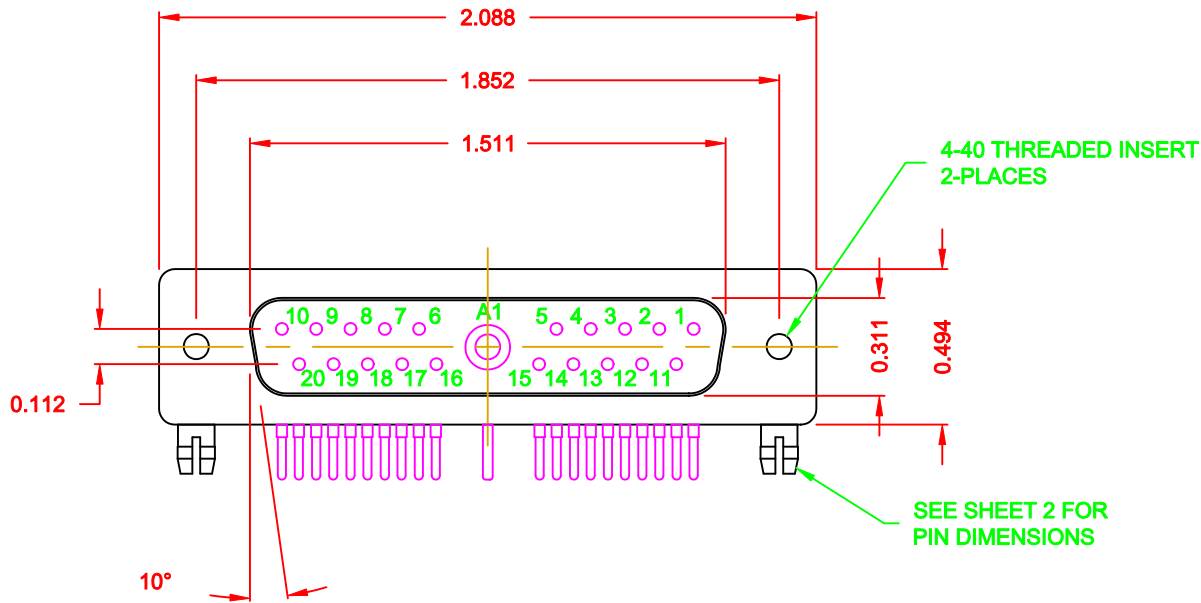 2.088
1.852
1.511
4-40 THREADED INSERT
2-PLACES
10 9 8 7 6 A1 5 4 3 2 1
20 19 18 17 16 15 14 13 12 11
0.311
0.494
0.112
SEE SHEET 2 FOR
PIN DIMENSIONS
10°